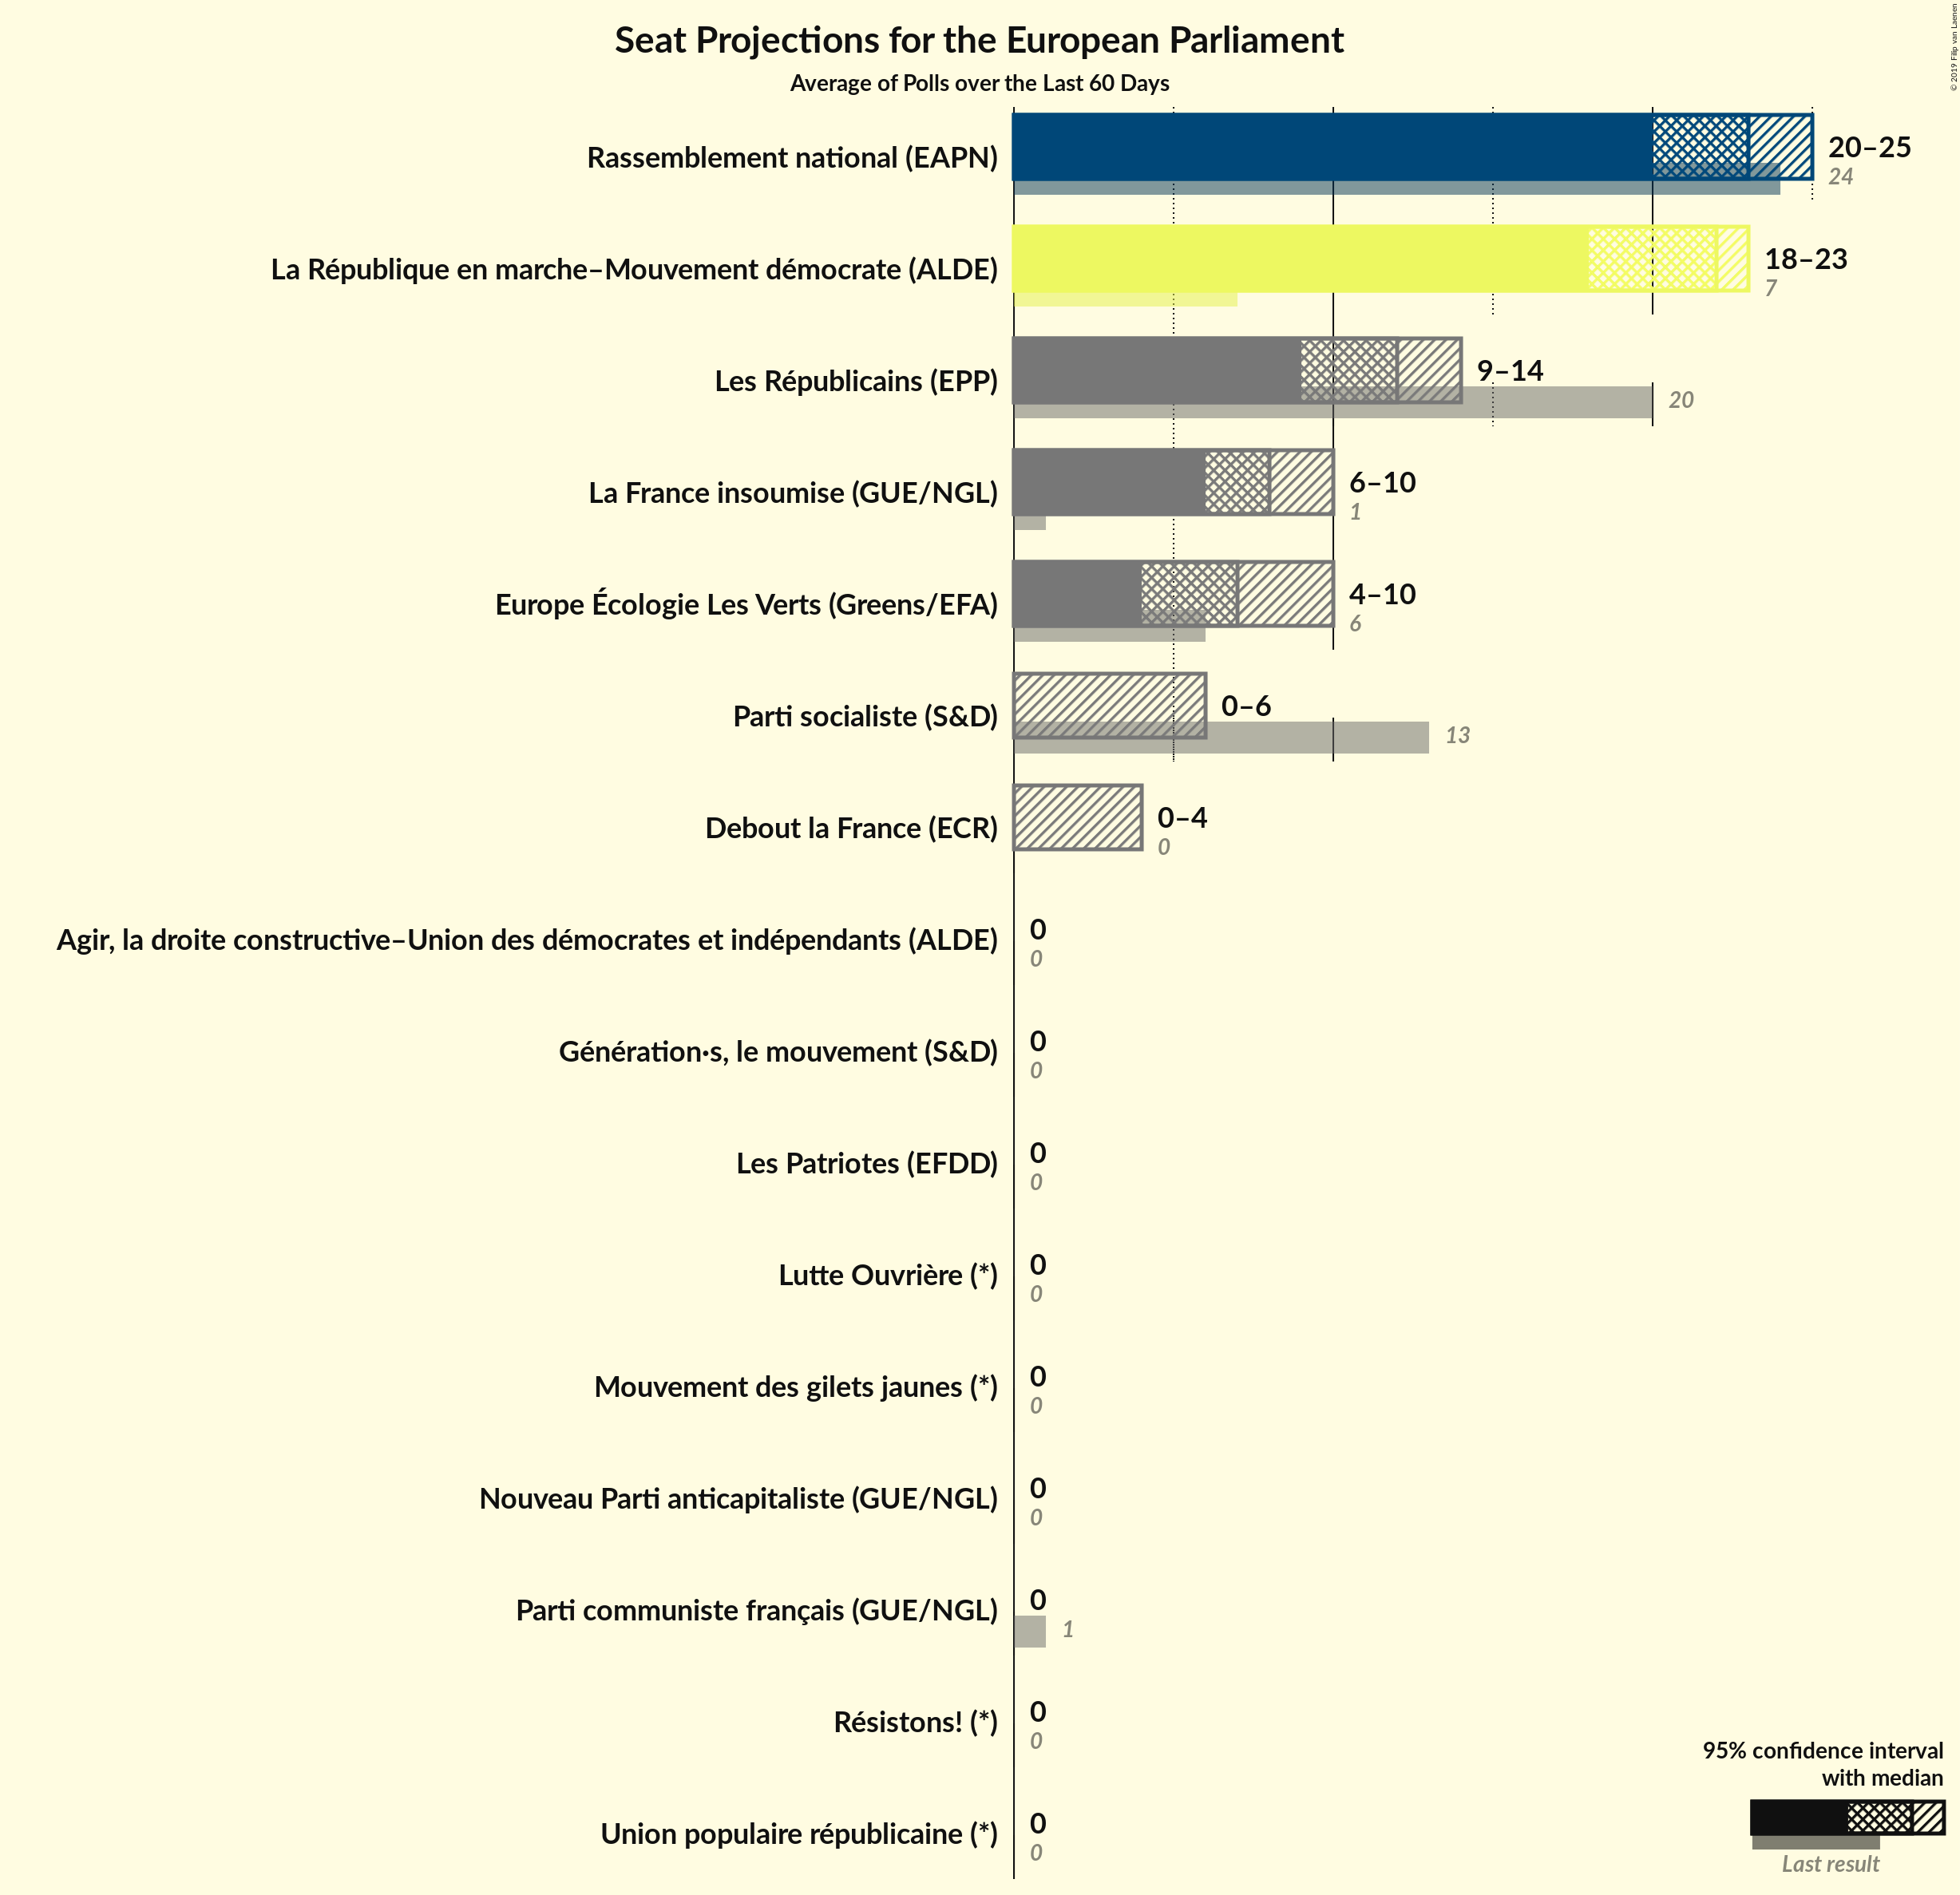 Seat Projections for the European Parliament
Average of Polls over the Last 60 Days
© 2019 Filip van Laenen
Rassemblement national (EAPN)
20–25
24
La République en marche–Mouvement démocrate (ALDE)
18–23
7
Les Républicains (EPP)
9–14
20
La France insoumise (GUE/NGL)
6–10
1
Europe Écologie Les Verts (Greens/EFA)
4–10
6
Parti socialiste (S&D)
0–6
13
Debout la France (ECR)
0–4
0
Agir, la droite constructive–Union des démocrates et indépendants (ALDE)
0
0
Génération·s, le mouvement (S&D)
0
0
Les Patriotes (EFDD)
0
0
Lutte Ouvrière (*)
0
0
Mouvement des gilets jaunes (*)
0
0
Nouveau Parti anticapitaliste (GUE/NGL)
0
0
Parti communiste français (GUE/NGL)
0
1
Résistons! (*)
0
0
Union populaire républicaine (*)
0
0
95% confidence interval
with median
Last result